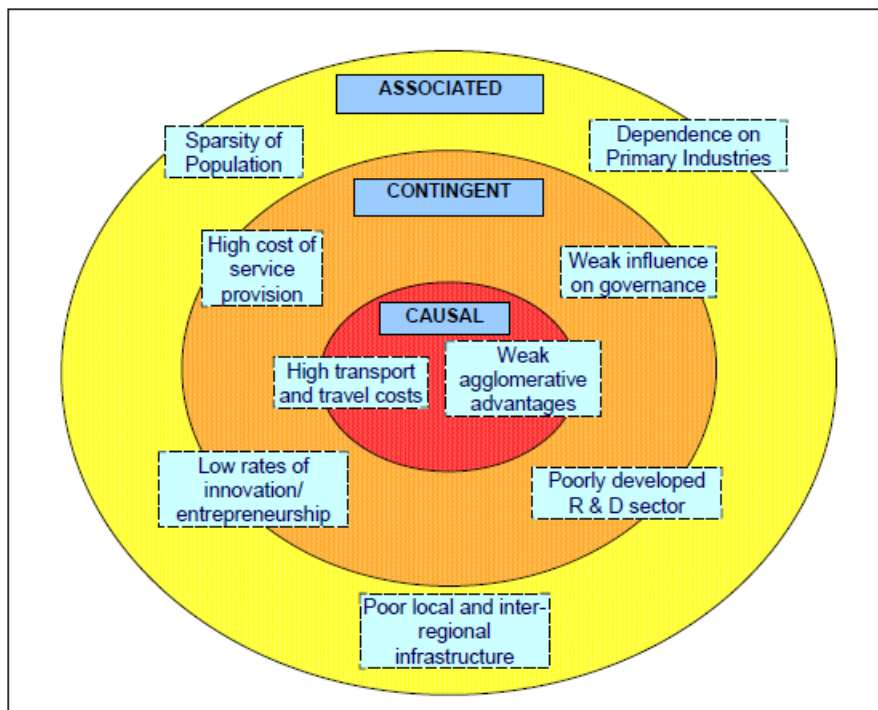 ASSOCIATED
Sparsity of
Population
Dependence on
Primary Industries
CONTINGENT
High cost of
service
provision
Weak influence
on governance
CAUSAL
High transport
and travel costs
Weak
agglomerative
advantages
Low rates of
innovation/
entrepreneurship
Poorly developed
R & D sector
Poor local and inter-
regional
infrastructure